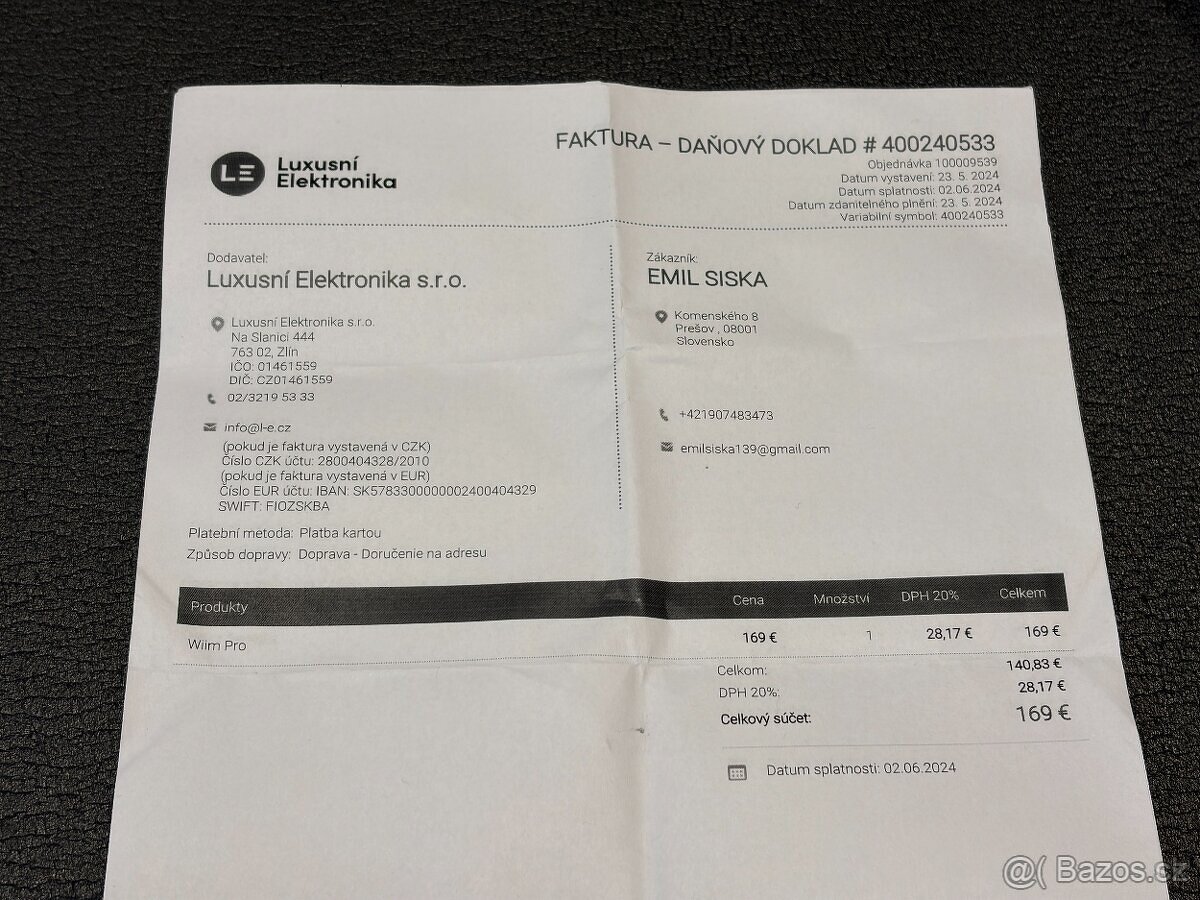 LE Luxusní
Elektronika
FAKTURA – DAŇOVÝ DOKLAD # 400240533
Objednávka 100009539
Datum vystavení: 23. 5. 2024
Datum splatnosti: 02.06.2024
Datum zdanitelného plnění: 23. 5. 2024
Variabilní symbol: 400240533
Dodavatel:
Luxusní Elektronika s.r.o.
Luxusní Elektronika s.r.o.
Na Slanici 444
763 02, Zlín
IČO: 01461559
DIČ: CZ01461559
02/3219 53 33
info@l-e.cz
(pokud je faktura vystavená v CZK)
Číslo CZK účtu: 2800404328/2010
(pokud je faktura vystavená v EUR)
Číslo EUR účtu: IBAN: SK5783300000002400404329
SWIFT: FIOZSKBA
Zákazník:
EMIL SISKA
Komenského 8
Prešov , 08001
Slovensko
+421907483473
emilsiska139@gmail.com
Platební metoda: Platba kartou
Způsob dopravy: Doprava - Doručenie na adresu
Produkty Cena Množství DPH 20% Celkem
Wiim Pro 169 € 1 28,17 € 169 €
Celkom: 140,83 €
DPH 20%: 28,17 €
Celkový súčet: 169 €
Datum splatnosti: 02.06.2024
@( Bazos.sk